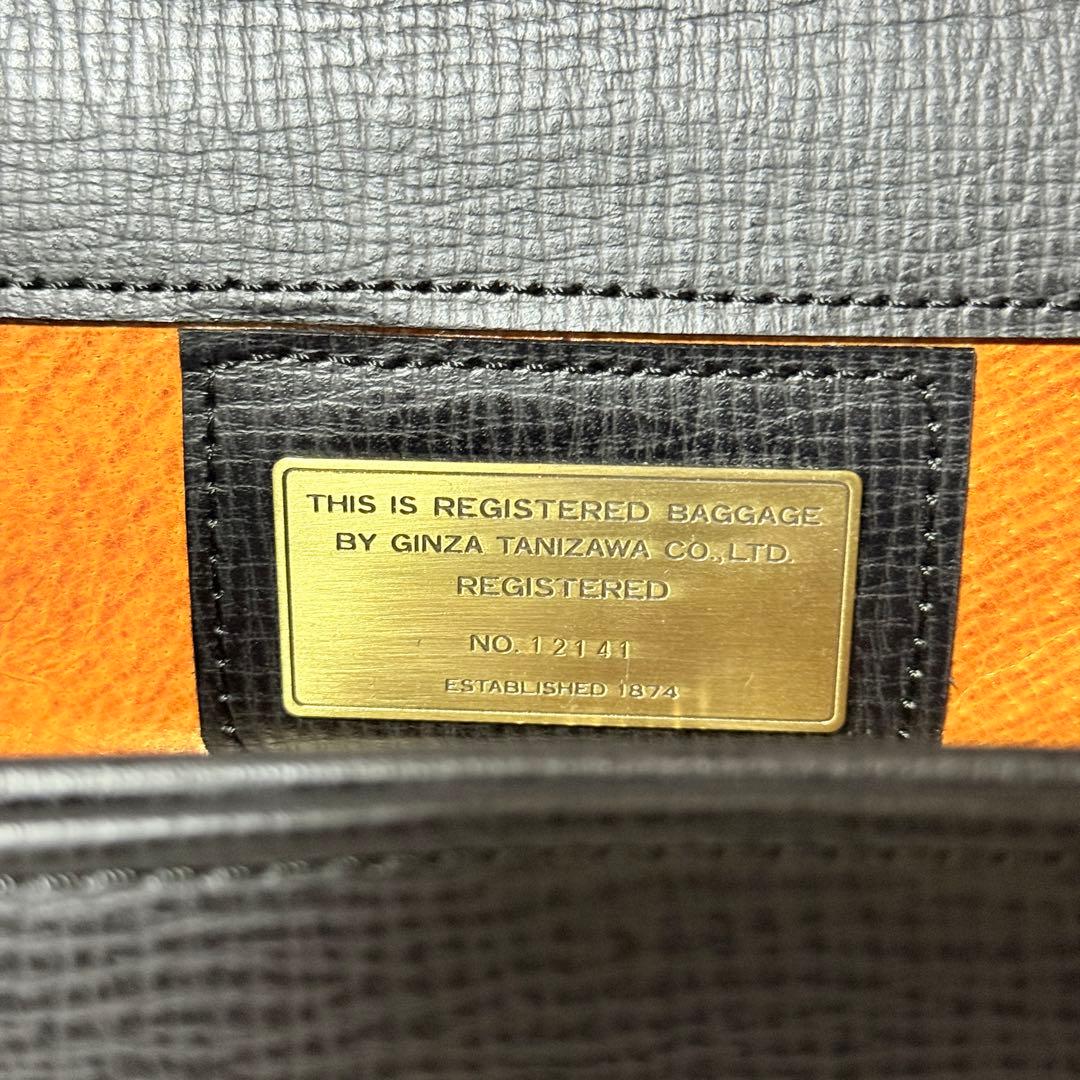 THIS IS REGISTERED BAGGAGE
BY GINZA TANIZAWA CO.,LTD.
REGISTERED
NO. 12141
ESTABLISHED 1874